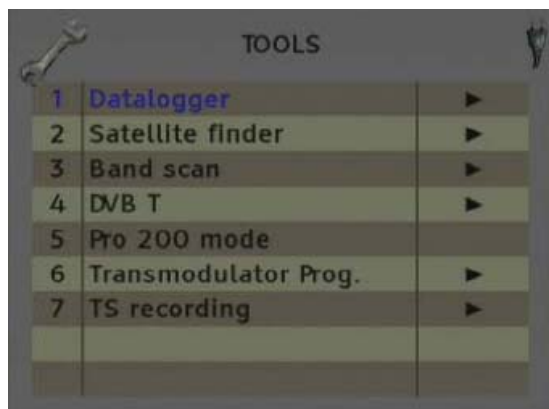 TOOLS
1 Datalogger ►
2 Satellite finder ►
3 Band scan ►
4 DVB T ►
5 Pro 200 mode
6 Transmodulator Prog. ►
7 TS recording ►